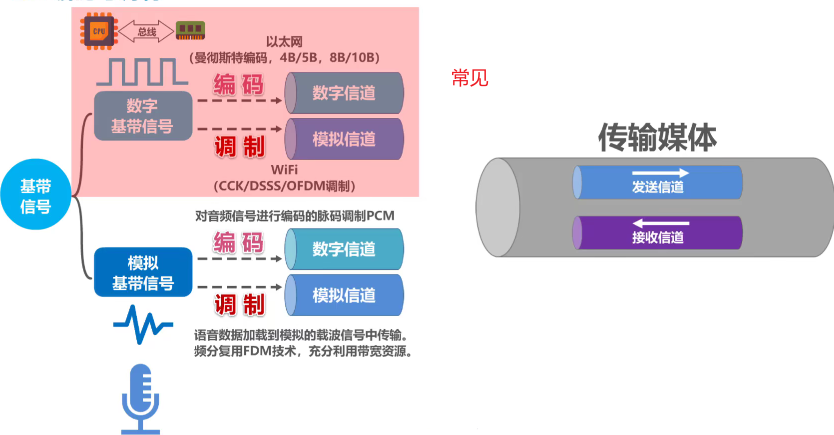 CPU
总线
以太网
（曼彻斯特编码，4B/5B，8B/10B）
编 码
数字信道
数字
基带信号
调 制
模拟信道
WiFi
（CCK/DSSS/OFDM调制）
基带
信号
对音频信号进行编码的脉码调制PCM
编 码
数字信道
模拟
基带信号
调 制
模拟信道
语音数据加载到模拟的载波信号中传输。
频分复用FDM技术，充分利用带宽资源。
常见
传输媒体
发送信道
接收信道